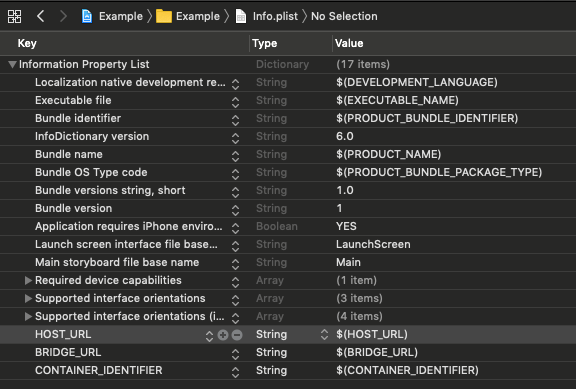 Example Example Info.plist No Selection
Key Type Value
Information Property List Dictionary (17 items)
Localization native development re... String $(DEVELOPMENT_LANGUAGE)
Executable file String $(EXECUTABLE_NAME)
Bundle identifier String $(PRODUCT_BUNDLE_IDENTIFIER)
InfoDictionary version String 6.0
Bundle name String $(PRODUCT_NAME)
Bundle OS Type code String $(PRODUCT_BUNDLE_PACKAGE_TYPE)
Bundle versions string, short String 1.0
Bundle version String 1
Application requires iPhone enviro... Boolean YES
Launch screen interface file base... String LaunchScreen
Main storyboard file base name String Main
Required device capabilities Array (1 item)
Supported interface orientations Array (3 items)
Supported interface orientations (i... Array (4 items)
HOST_URL String $(HOST_URL)
BRIDGE_URL String $(BRIDGE_URL)
CONTAINER_IDENTIFIER String $(CONTAINER_IDENTIFIER)